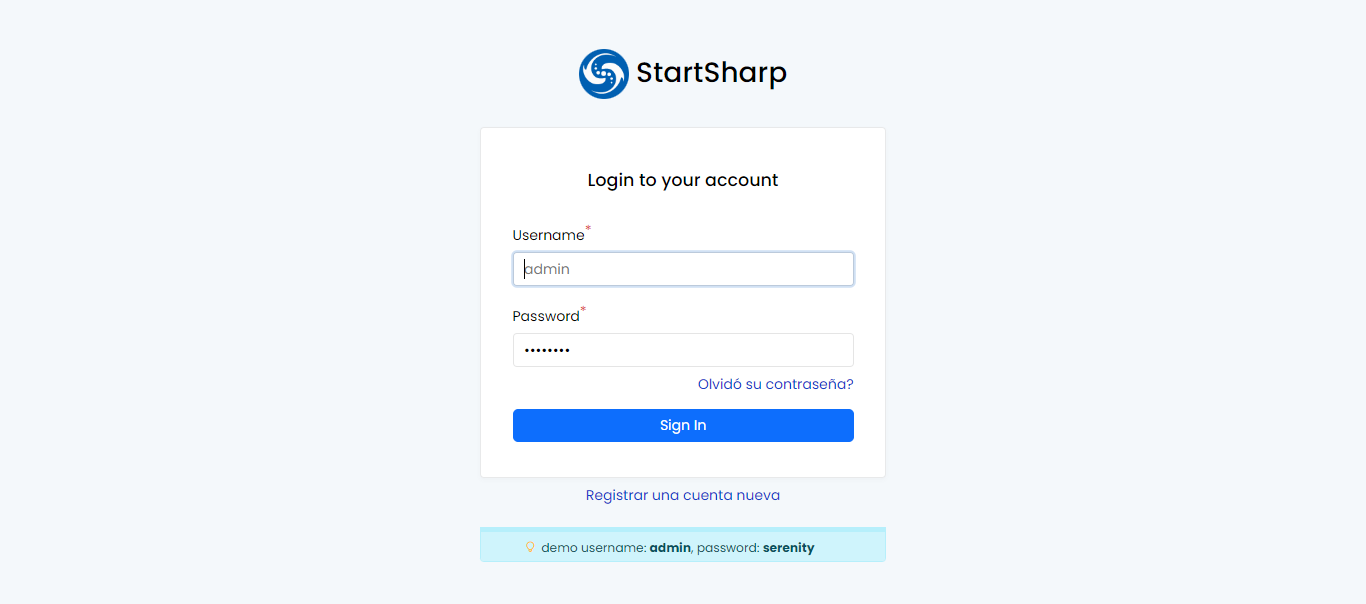 StartSharp
Login to your account
Username*
admin
Password*
••••••••
Olvidó su contraseña?
Sign In
Registrar una cuenta nueva
demo username: admin, password: serenity